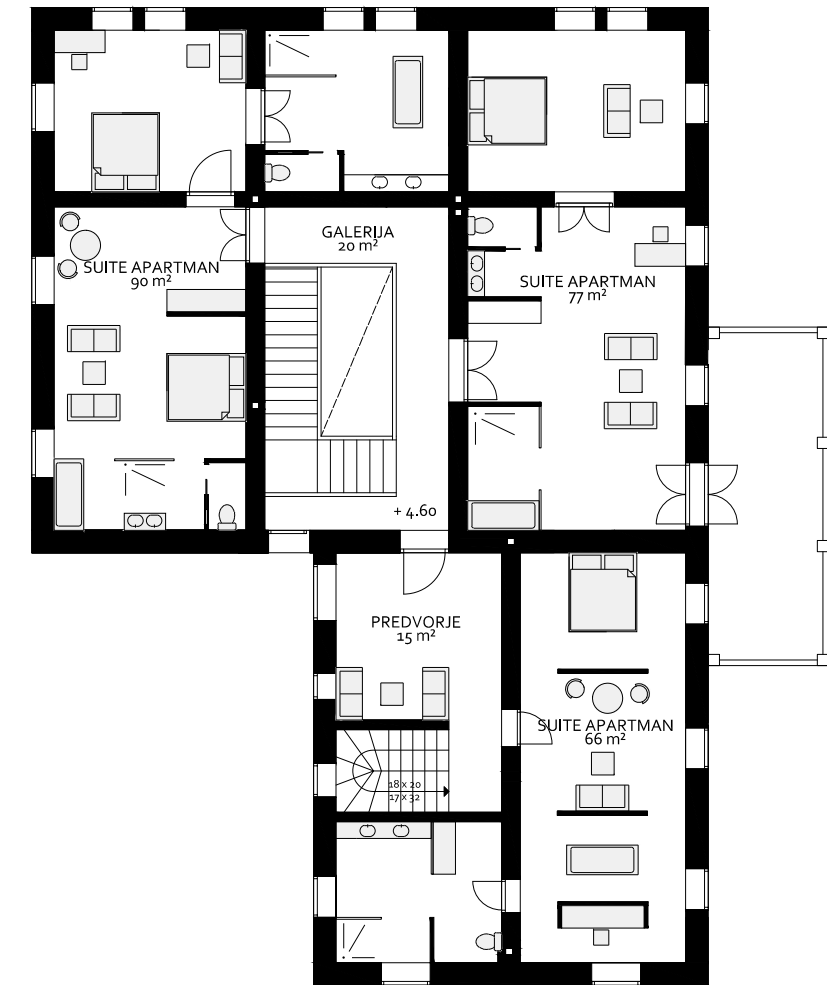 GALERIJA
20 m²
SUITE APARTMAN
90 m²
SUITE APARTMAN
77 m²
+ 4.60
PREDVORJE
15 m²
SUITE APARTMAN
66 m²
18 x 20
17 x 32